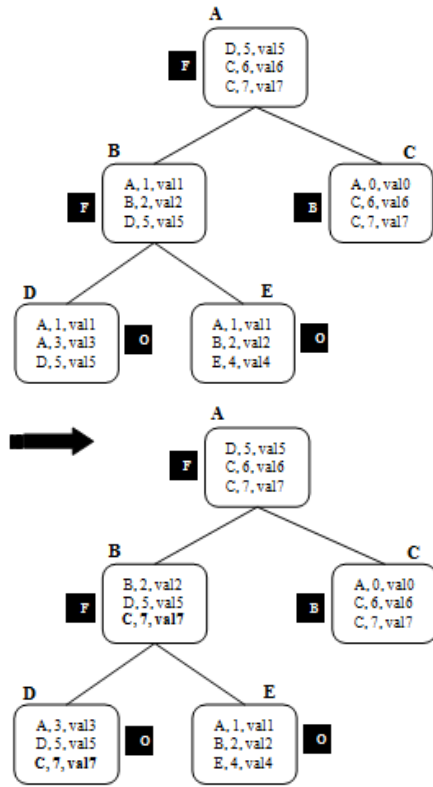 A
F
D, 5, val5
C, 6, val6
C, 7, val7
B
C
F
A, 1, val1
B, 2, val2
D, 5, val5
B
A, 0, val0
C, 6, val6
C, 7, val7
D
E
A, 1, val1
A, 3, val3
D, 5, val5
O
A, 1, val1
B, 2, val2
E, 4, val4
O
A
F
D, 5, val5
C, 6, val6
C, 7, val7
B
C
F
B, 2, val2
D, 5, val5
C, 7, val7
B
A, 0, val0
C, 6, val6
C, 7, val7
D
E
A, 3, val3
D, 5, val5
C, 7, val7
O
A, 1, val1
B, 2, val2
E, 4, val4
O